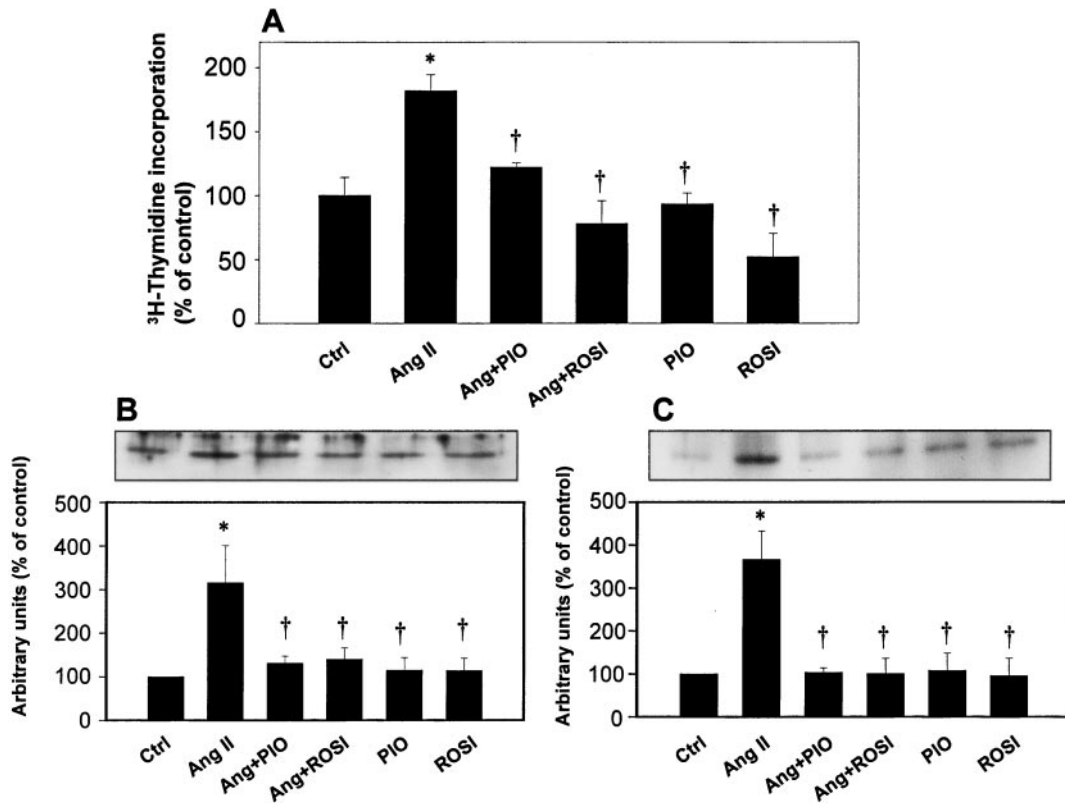 A
³H-Thymidine incorporation
(% of control)
200
150
100
50
0
*
†
†
†
†
Ctrl
Ang II
Ang+PIO
Ang+ROSI
PIO
ROSI
B
Arbitrary units (% of control)
500
400
300
200
100
0
*
†
†
†
†
Ctrl
Ang II
Ang+PIO
Ang+ROSI
PIO
ROSI
C
Arbitrary units (% of control)
500
400
300
200
100
0
*
†
†
†
†
Ctrl
Ang II
Ang+PIO
Ang+ROSI
PIO
ROSI